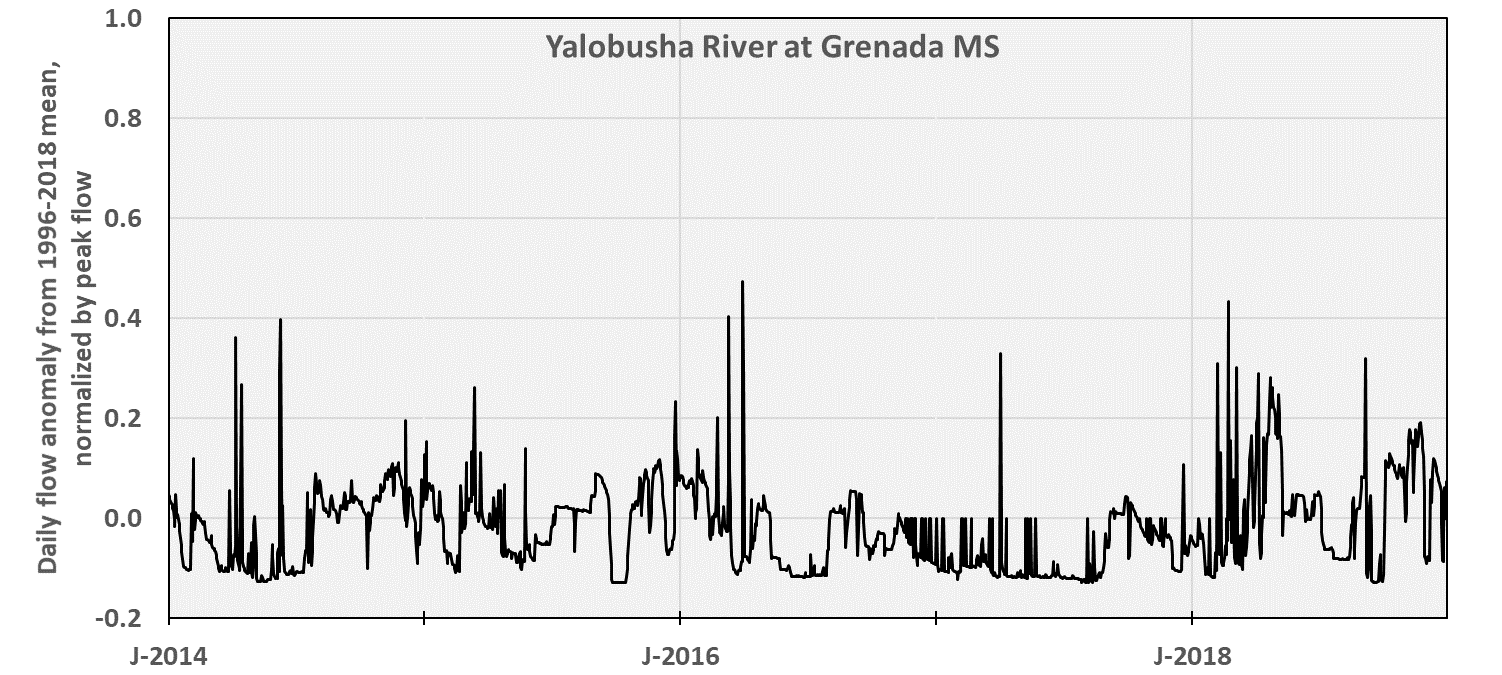 Yalobusha River at Grenada MS
Daily flow anomaly from 1996-2018 mean,
normalized by peak flow
1.0
0.8
0.6
0.4
0.2
0.0
-0.2
J-2014
J-2016
J-2018